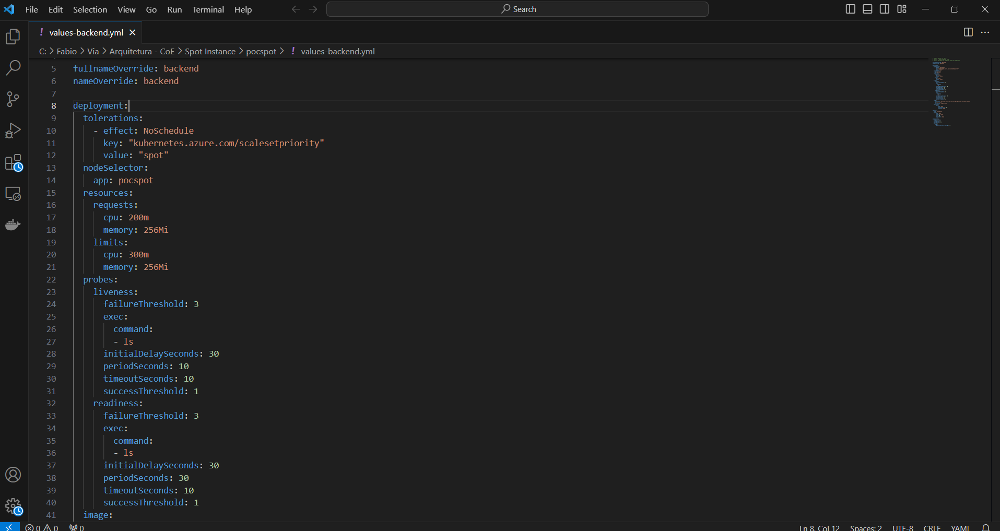 File Edit Selection View Go Run Terminal Help Search
! values-backend.yml
C: > Fabio > Via > Arquitetura - CoE > Spot Instance > pocspot > ! values-backend.yml
5 fullnameOverride: backend
6 nameOverride: backend
7
8 deployment:
9 tolerations:
10 - effect: NoSchedule
11 key: "kubernetes.azure.com/scalesetpriority"
12 value: "spot"
13 nodeSelector:
14 app: pocspot
15 resources:
16 requests:
17 cpu: 200m
18 memory: 256Mi
19 limits:
20 cpu: 300m
21 memory: 256Mi
22 probes:
23 liveness:
24 failureThreshold: 3
25 exec:
26 command:
27 - ls
28 initialDelaySeconds: 30
29 periodSeconds: 10
30 timeoutSeconds: 10
31 successThreshold: 1
32 readiness:
33 failureThreshold: 3
34 exec:
35 command:
36 - ls
37 initialDelaySeconds: 30
38 periodSeconds: 30
39 timeoutSeconds: 10
40 successThreshold: 1
41 image:
0 0 0 Ln 8, Col 12 Spaces: 2 UTF-8 CRLF YAML